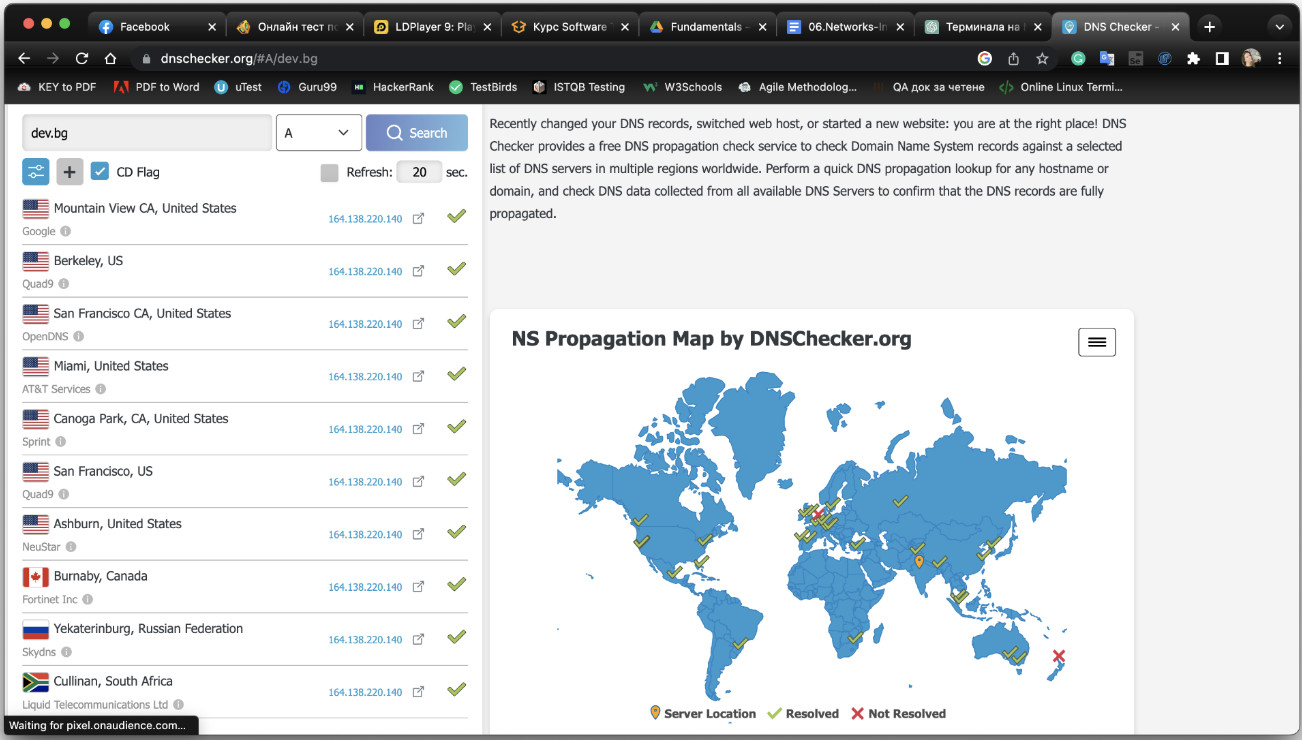 Facebook
Онлайн тест по
LDPlayer 9: Pla
Курс Software
Fundamentals –
06.Networks-In
Терминала на
DNS Checker -
dnschecker.org/#A/dev.bg
KEY to PDF
PDF to Word
uTest
Guru99
HackerRank
TestBirds
ISTQB Testing
W3Schools
Agile Methodolog...
QA док за четене
Online Linux Termi...
dev.bg
A
Search
CD Flag
Refresh: 20 sec.
Mountain View CA, United States
Google
164.138.220.140
Berkeley, US
Quad9
164.138.220.140
San Francisco CA, United States
OpenDNS
164.138.220.140
Miami, United States
AT&T Services
164.138.220.140
Canoga Park, CA, United States
Sprint
164.138.220.140
San Francisco, US
Quad9
164.138.220.140
Ashburn, United States
NeuStar
164.138.220.140
Burnaby, Canada
Fortinet Inc
164.138.220.140
Yekaterinburg, Russian Federation
Skydns
164.138.220.140
Cullinan, South Africa
Liquid Telecommunications Ltd
164.138.220.140
Waiting for pixel.onaudience.com...
Recently changed your DNS records, switched web host, or started a new website: you are at the right place! DNS
Checker provides a free DNS propagation check service to check Domain Name System records against a selected
list of DNS servers in multiple regions worldwide. Perform a quick DNS propagation lookup for any hostname or
domain, and check DNS data collected from all available DNS Servers to confirm that the DNS records are fully
propagated.
NS Propagation Map by DNSChecker.org
Server Location
Resolved
Not Resolved